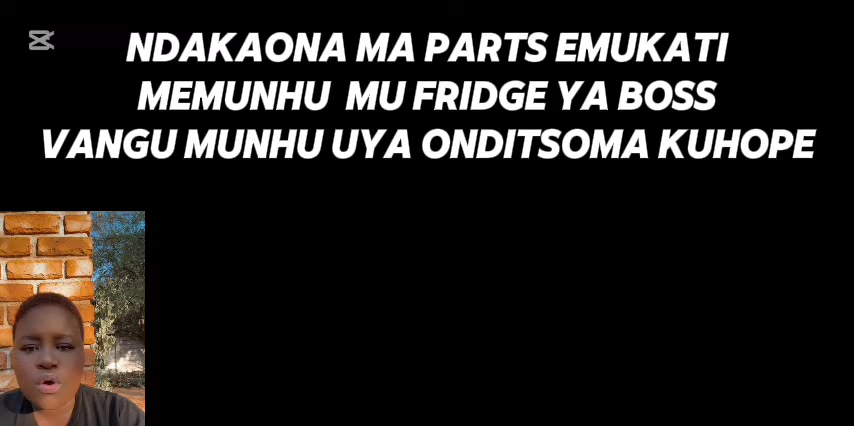 NDAKAONA MA PARTS EMUKATI
MEMUNHU MU FRIDGE YA BOSS
VANGU MUNHU UYA ONDITSOMA KUHOPE